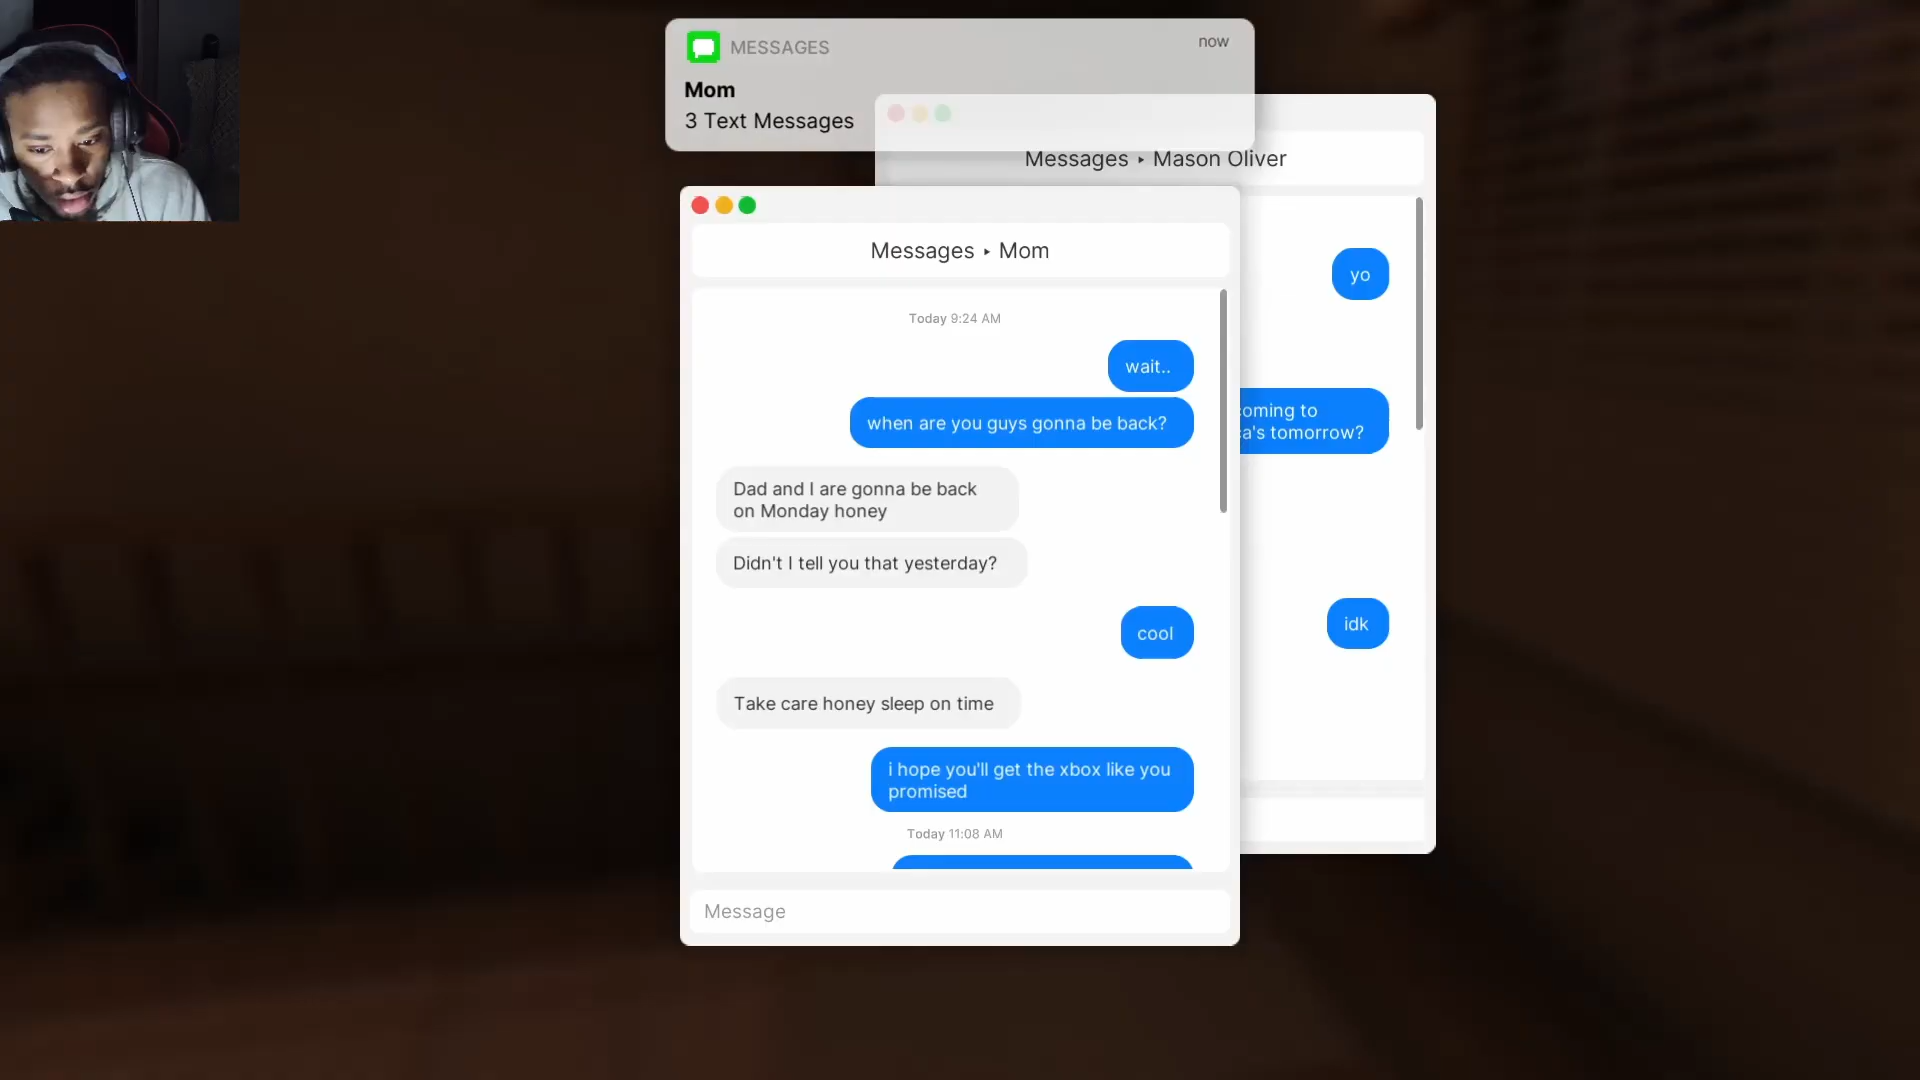 MESSAGES
now
Mom
3 Text Messages
Messages ▸ Mason Oliver
Messages ▸ Mom
Today 9:24 AM
wait..
when are you guys gonna be back?
Dad and I are gonna be back
on Monday honey
Didn't I tell you that yesterday?
cool
Take care honey sleep on time
i hope you'll get the xbox like you
promised
Today 11:08 AM
Message
yo
coming to
tomorrow?
idk